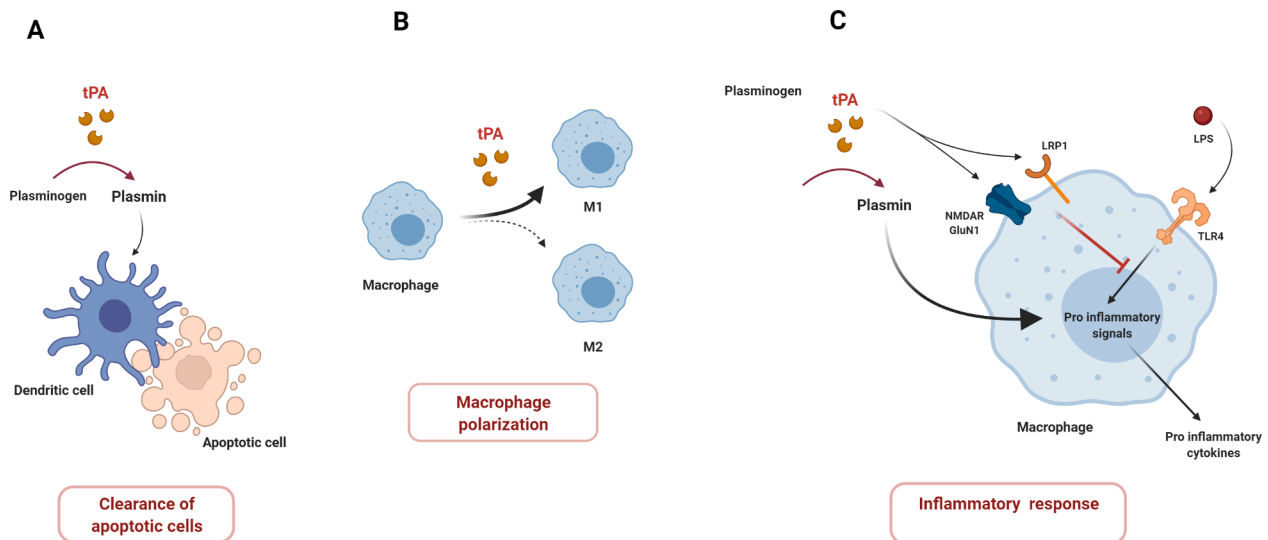 A
tPA
Plasminogen
Plasmin
Dendritic cell
Apoptotic cell
Clearance of
apoptotic cells
B
tPA
Macrophage
M1
M2
Macrophage
polarization
C
Plasminogen
tPA
Plasmin
LRP1
NMDAR
GluN1
LPS
TLR4
Pro inflammatory
signals
Macrophage
Pro inflammatory
cytokines
Inflammatory response